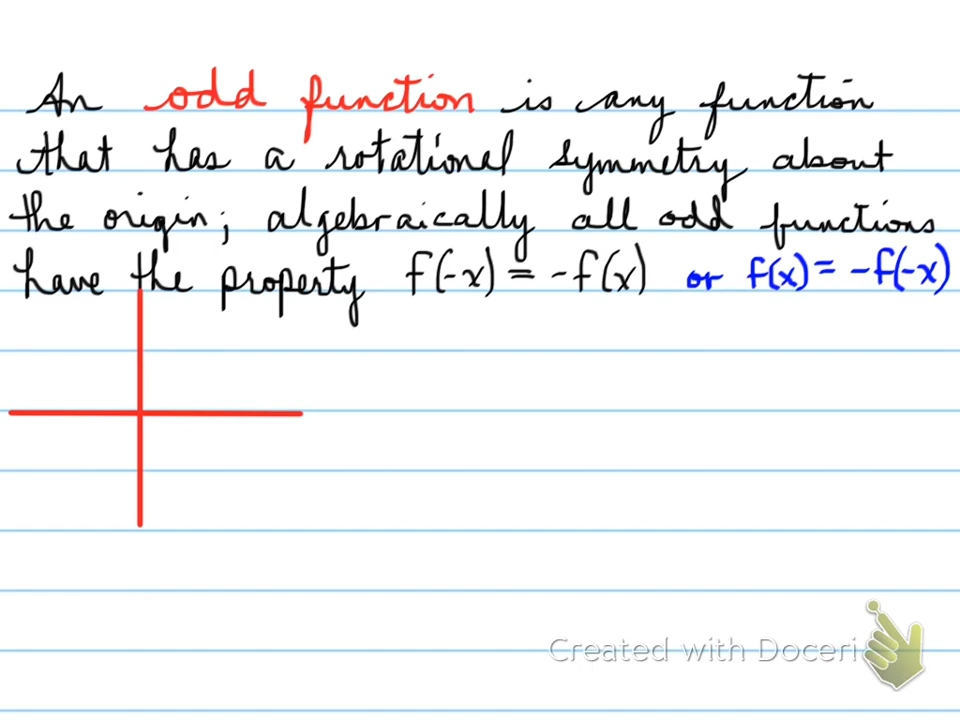 An odd function is any function
that has a rotational symmetry about
the origin; algebraically all odd functions
have the property f(-x) = -f(x) or f(x) = -f(-x)
Created with Doceri